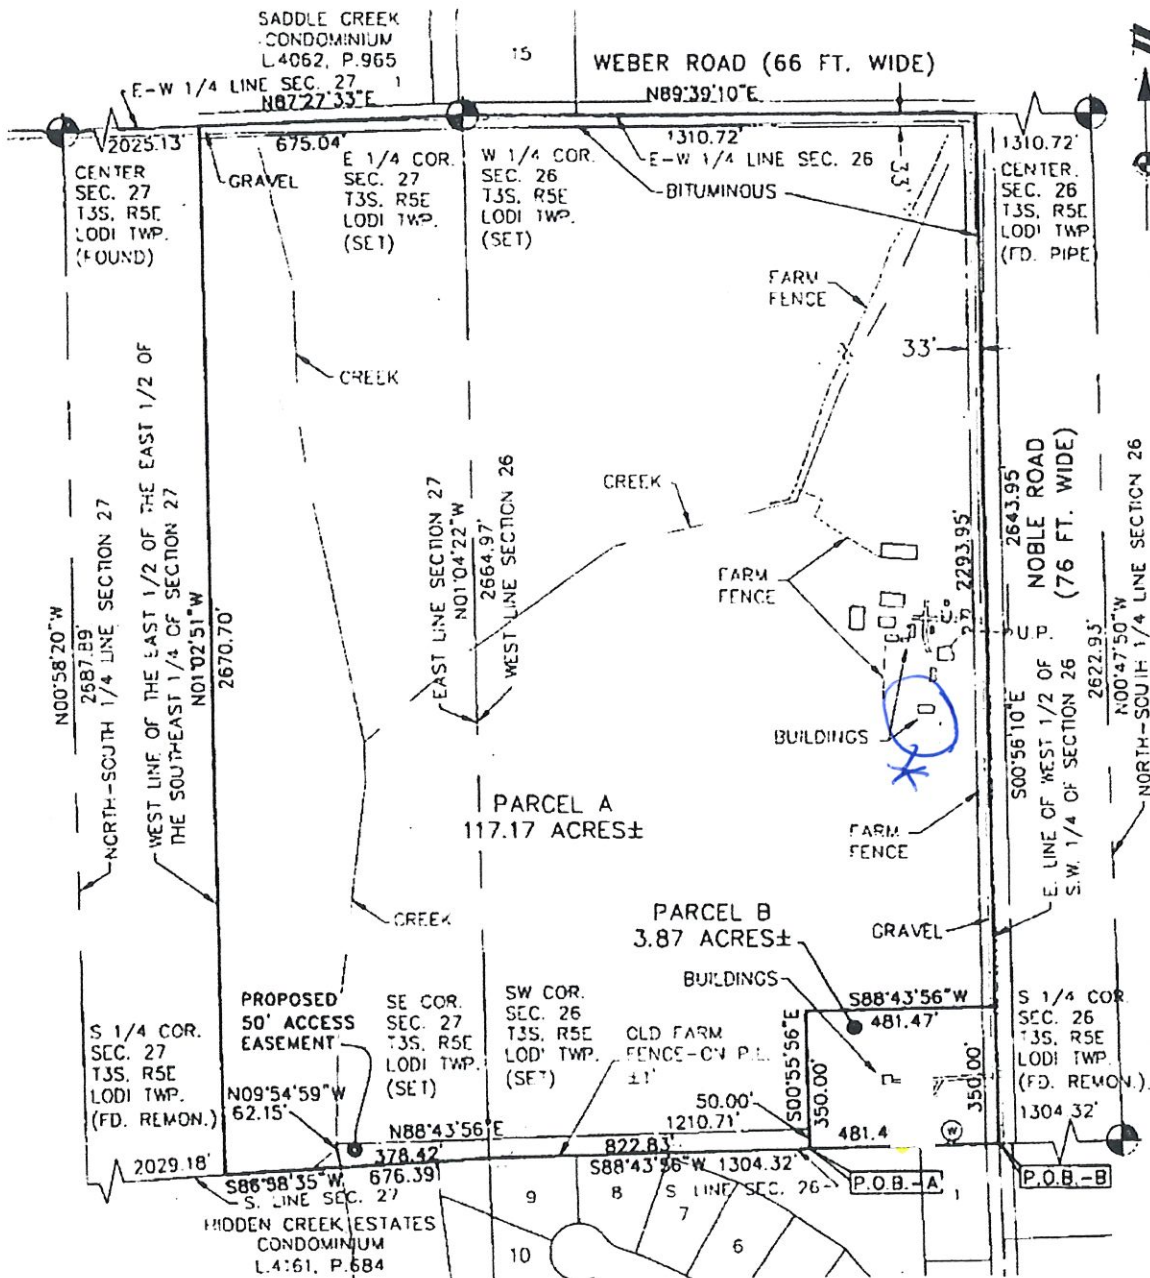 SADDLE CREEK
CONDOMINIUM
L.4062, P.965
E-W 1/4 LINE SEC. 27
1
15
WEBER ROAD (66 FT. WIDE)
N87°27'33"E
N89°39'10"E
2025.13'
675.04'
1310.72'
1310.72'
CENTER
SEC. 27
T3S, R5E
LODI TWP.
(FOUND)
GRAVEL
E 1/4 COR.
SEC. 27
T3S, R5E
LODI TWP.
(SET)
W 1/4 COR.
SEC. 26
T3S, R5E
LODI TWP.
(SET)
E-W 1/4 LINE SEC. 26
BITUMINOUS
33'
CENTER
SEC. 26
T3S, R5E
LODI TWP
(FD. PIPE)
FARM
FENCE
33'
CREEK
CREEK
N00°58'20"W
2687.89'
NORTH-SOUTH 1/4 LINE SECTION 27
WEST LINE OF THE EAST 1/2 OF THE EAST 1/2 OF
THE SOUTHEAST 1/4 OF SECTION 27
N01°02'51"W
2670.70'
EAST LINE SECTION 27
N01°04'22"W
2664.97'
WEST LINE SECTION 26
FARM
FENCE
2293.95'
2643.95'
NOBLE ROAD
(76 FT. WIDE)
U.P.
S00°56'10"E
E. LINE OF WEST 1/2 OF
S.W. 1/4 OF SECTION 26
2622.93'
N00°47'50"W
NORTH-SOUTH 1/4 LINE SECTION 26
BUILDINGS
PARCEL A
117.17 ACRES±
FARM
FENCE
CREEK
PARCEL B
3.87 ACRES±
GRAVEL
BUILDINGS
S88°43'56"W
481.47'
S 1/4 COR.
SEC. 27
T3S, R5E
LODI TWP.
(FD. REMON.)
PROPOSED
50' ACCESS
EASEMENT
SE COR.
SEC. 27
T3S, R5E
LODI TWP.
(SET)
SW COR.
SEC. 26
T3S, R5E
LODI TWP.
(SET)
OLD FARM
FENCE-ON P.L.
±1'
S00°55'56"E
350.00'
350.00'
S 1/4 COR.
SEC. 26
T3S, R5E
LODI TWP.
(FD. REMON.)
1304.32'
N09°54'59"W
62.15'
50.00'
N88°43'56"E
1210.71'
481.4
W
378.42'
822.83'
2029.18'
S86°58'35"W
676.39
S88°43'56"W
1304.32'
S. LINE SEC. 27
S LINE SEC. 26
P.O.B.-A
P.O.B.-B
HIDDEN CREEK ESTATES
CONDOMINIUM
L.4161, P.684
9
8
7
6
10
1